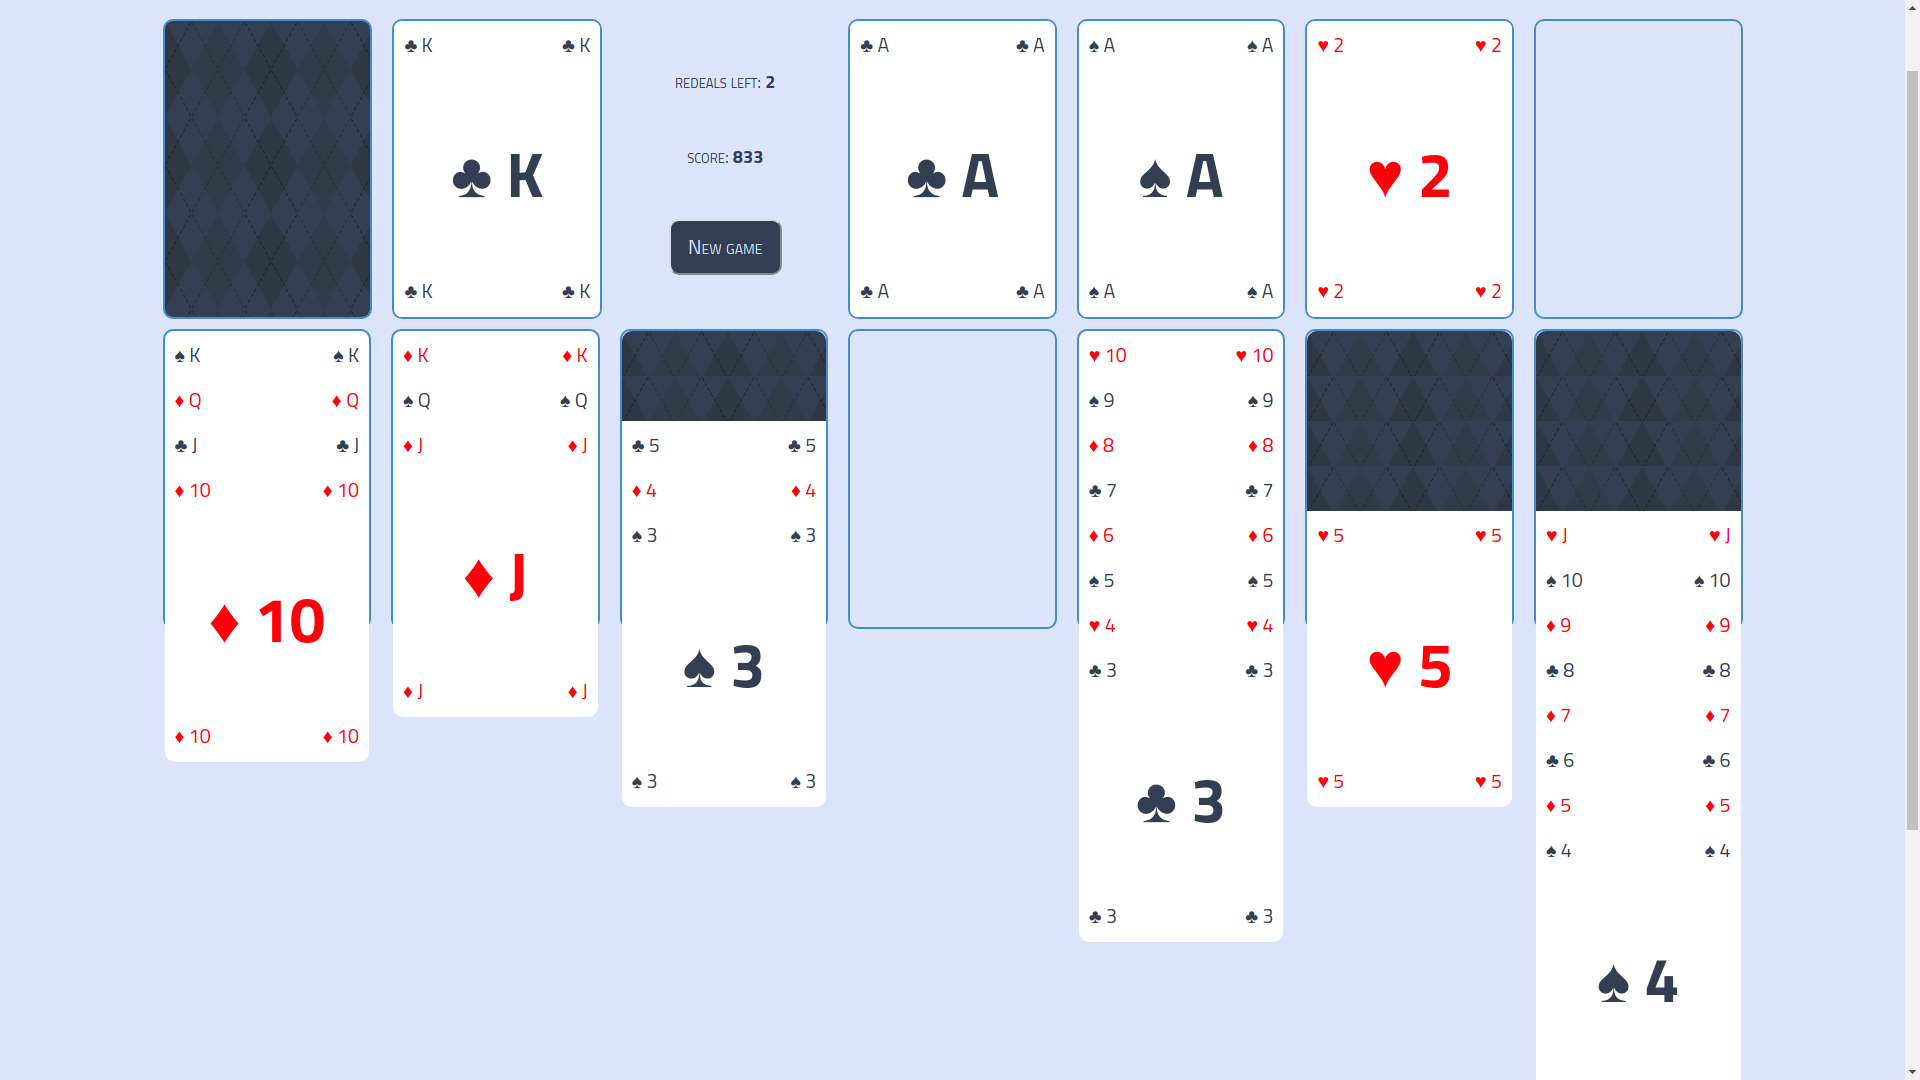 ♣ K ♣ K ♣ A ♣ A ♠ A ♠ A ♥ 2 ♥ 2
REDEALS LEFT: 2
SCORE: 833
♣ K ♣ A ♠ A ♥ 2
New game
♣ K ♣ K ♣ A ♣ A ♠ A ♠ A ♥ 2 ♥ 2
♠ K ♠ K
♦ Q ♦ Q
♣ J ♣ J
♦ 10 ♦ 10
♦ 10
♦ 10 ♦ 10
♦ K ♦ K
♠ Q ♠ Q
♦ J ♦ J
♦ J
♦ J ♦ J
♣ 5 ♣ 5
♦ 4 ♦ 4
♠ 3 ♠ 3
♠ 3
♠ 3 ♠ 3
♥ 10 ♥ 10
♠ 9 ♠ 9
♦ 8 ♦ 8
♣ 7 ♣ 7
♦ 6 ♦ 6
♠ 5 ♠ 5
♥ 4 ♥ 4
♣ 3 ♣ 3
♣ 3
♣ 3 ♣ 3
♥ 5 ♥ 5
♥ 5
♥ 5 ♥ 5
♥ J ♥ J
♠ 10 ♠ 10
♦ 9 ♦ 9
♣ 8 ♣ 8
♦ 7 ♦ 7
♣ 6 ♣ 6
♦ 5 ♦ 5
♠ 4 ♠ 4
♠ 4